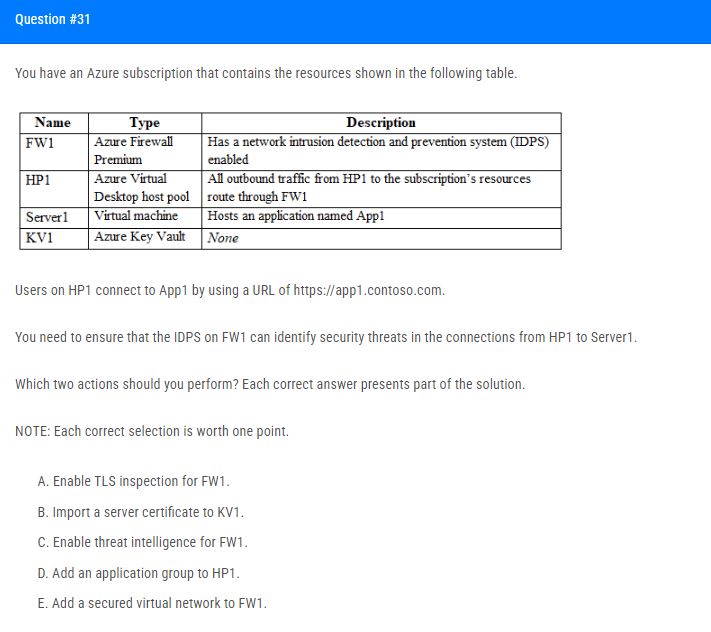 Question #31
You have an Azure subscription that contains the resources shown in the following table.
Name Type Description
FW1 Azure Firewall Premium Has a network intrusion detection and prevention system (IDPS) enabled
HP1 Azure Virtual Desktop host pool All outbound traffic from HP1 to the subscription's resources route through FW1
Server1 Virtual machine Hosts an application named App1
KV1 Azure Key Vault None
Users on HP1 connect to App1 by using a URL of https://app1.contoso.com.
You need to ensure that the IDPS on FW1 can identify security threats in the connections from HP1 to Server1.
Which two actions should you perform? Each correct answer presents part of the solution.
NOTE: Each correct selection is worth one point.
A. Enable TLS inspection for FW1.
B. Import a server certificate to KV1.
C. Enable threat intelligence for FW1.
D. Add an application group to HP1.
E. Add a secured virtual network to FW1.